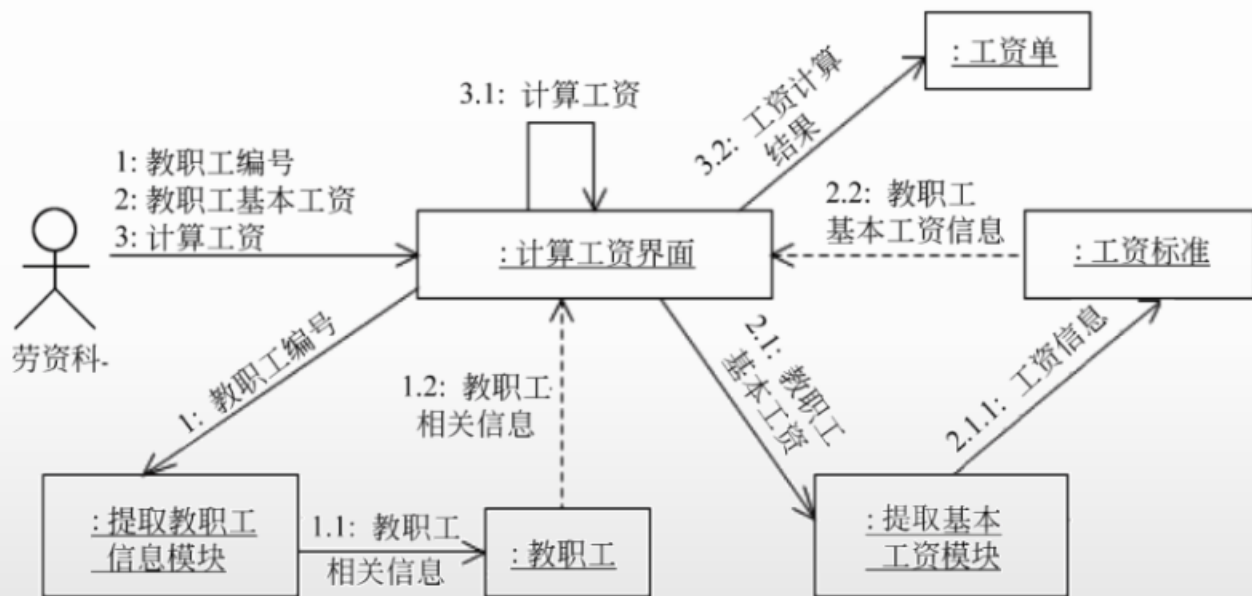 : 工资单
3.1: 计算工资
3.2: 工资计算
结果
1: 教职工编号
2: 教职工基本工资
3: 计算工资
: 计算工资界面
2.2: 教职工
基本工资信息
: 工资标准
劳资科
1: 教职工编号
1.2: 教职工
相关信息
2.1: 教职工
基本工资
2.1.1: 工资信息
: 提取教职工
信息模块
1.1: 教职工
相关信息
: 教职工
: 提取基本
工资模块